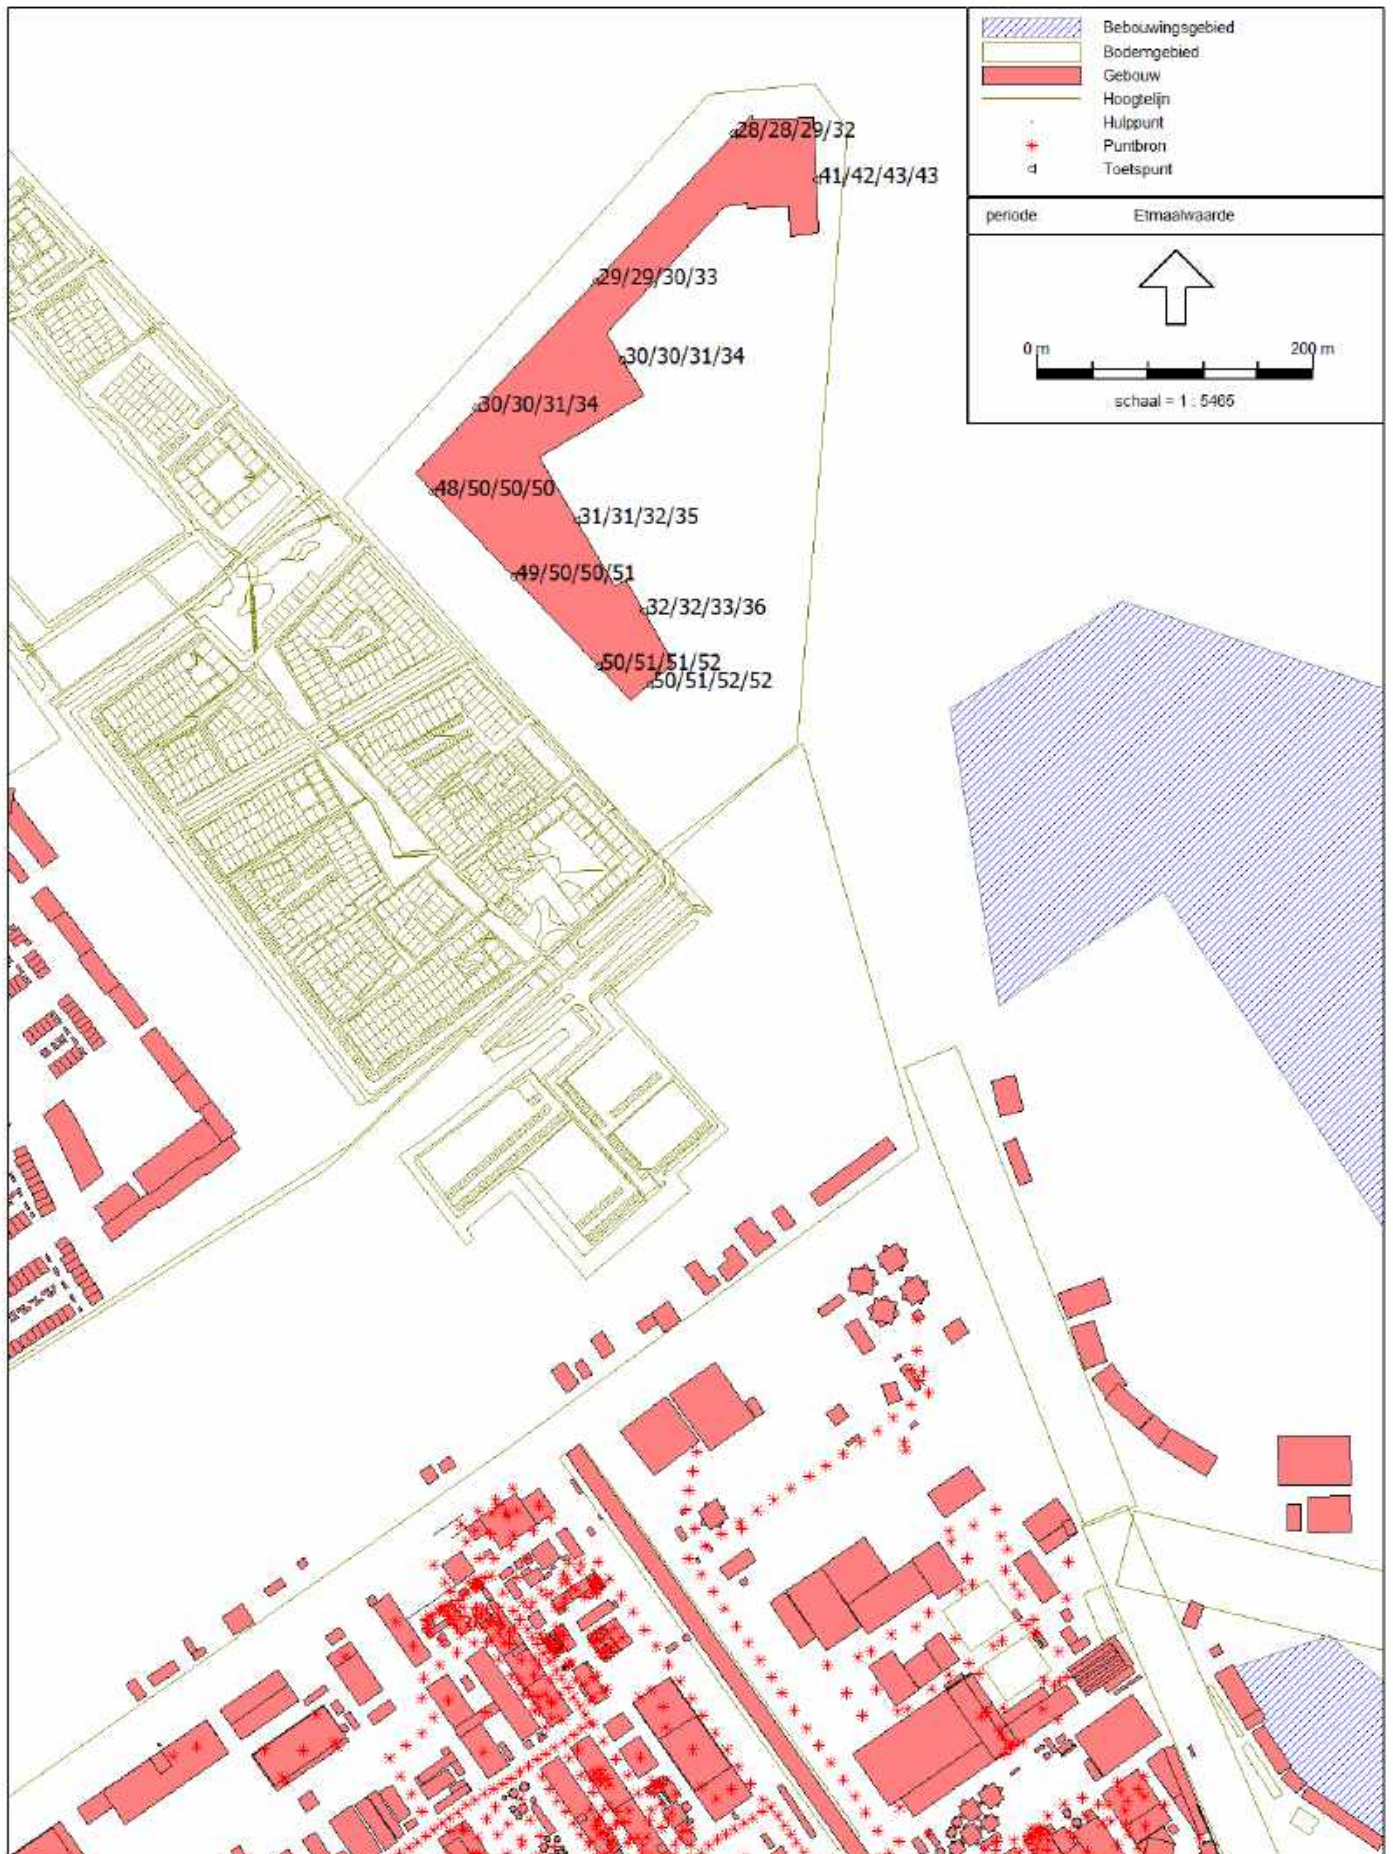 Bebouwingsgebied
Bodemgebied
Gebouw
Hoogtelijn
Hulppunt
Puntbron
Toetspunt
periode Etmaalwaarde
0 m 200 m
schaal = 1 : 5465
28/28/29/32
41/42/43/43
29/29/30/33
30/30/31/34
30/30/31/34
48/50/50/50
31/31/32/35
49/50/50/51
32/32/33/36
50/51/51/52
50/51/52/52